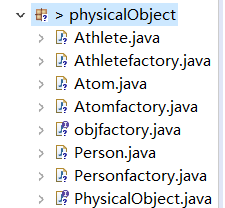 > physicalObject
Athlete.java
Athletefactory.java
Atom.java
Atomfactory.java
objfactory.java
Person.java
Personfactory.java
PhysicalObject.java